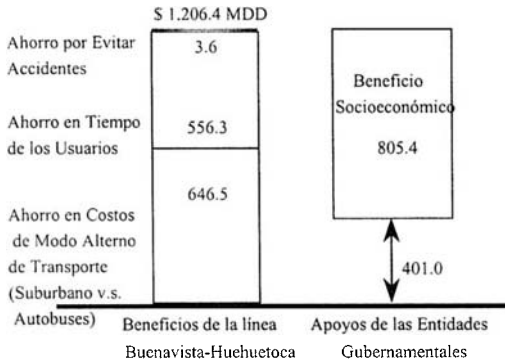 $ 1.206.4 MDD
Ahorro por Evitar
Accidentes
3.6
Ahorro en Tiempo
de los Usuarios
556.3
646.5
Ahorro en Costos
de Modo Alterno
de Transporte
(Suburbano v.s.
Autobuses)
Beneficio
Socioeconómico
805.4
401.0
Beneficios de la línea
Buenavista-Huehuetoca
Apoyos de las Entidades
Gubernamentales